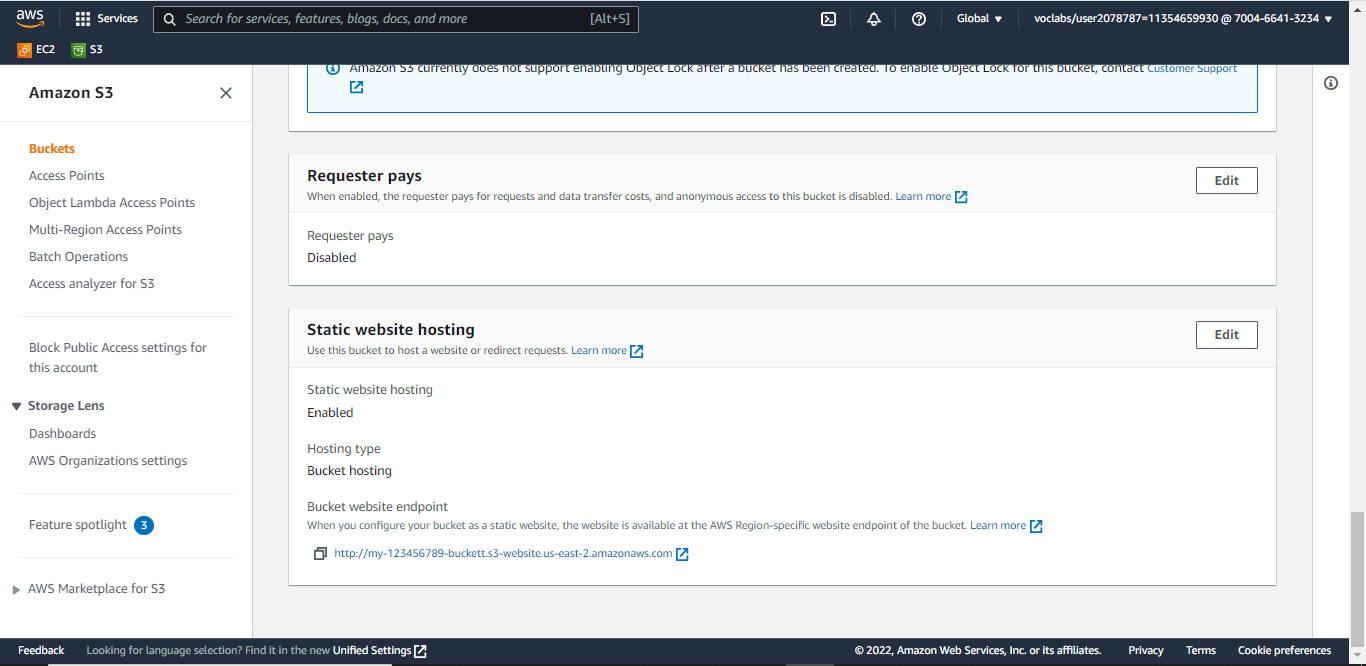 aws
Services
Search for services, features, blogs, docs, and more
[Alt+S]
Global
voclabs/user2078787=11354659930 @ 7004-6641-3234
EC2
S3
Amazon S3
Buckets
Access Points
Object Lambda Access Points
Multi-Region Access Points
Batch Operations
Access analyzer for S3
Block Public Access settings for
this account
Storage Lens
Dashboards
AWS Organizations settings
Feature spotlight 3
AWS Marketplace for S3
Amazon S3 currently does not support enabling Object Lock after a bucket has been created. To enable Object Lock for this bucket, contact Customer Support
Requester pays
Edit
When enabled, the requester pays for requests and data transfer costs, and anonymous access to this bucket is disabled. Learn more
Requester pays
Disabled
Static website hosting
Edit
Use this bucket to host a website or redirect requests. Learn more
Static website hosting
Enabled
Hosting type
Bucket hosting
Bucket website endpoint
When you configure your bucket as a static website, the website is available at the AWS Region-specific website endpoint of the bucket. Learn more
http://my-123456789-buckett.s3-website.us-east-2.amazonaws.com
Feedback
Looking for language selection? Find it in the new Unified Settings
© 2022, Amazon Web Services, Inc. or its affiliates.
Privacy
Terms
Cookie preferences